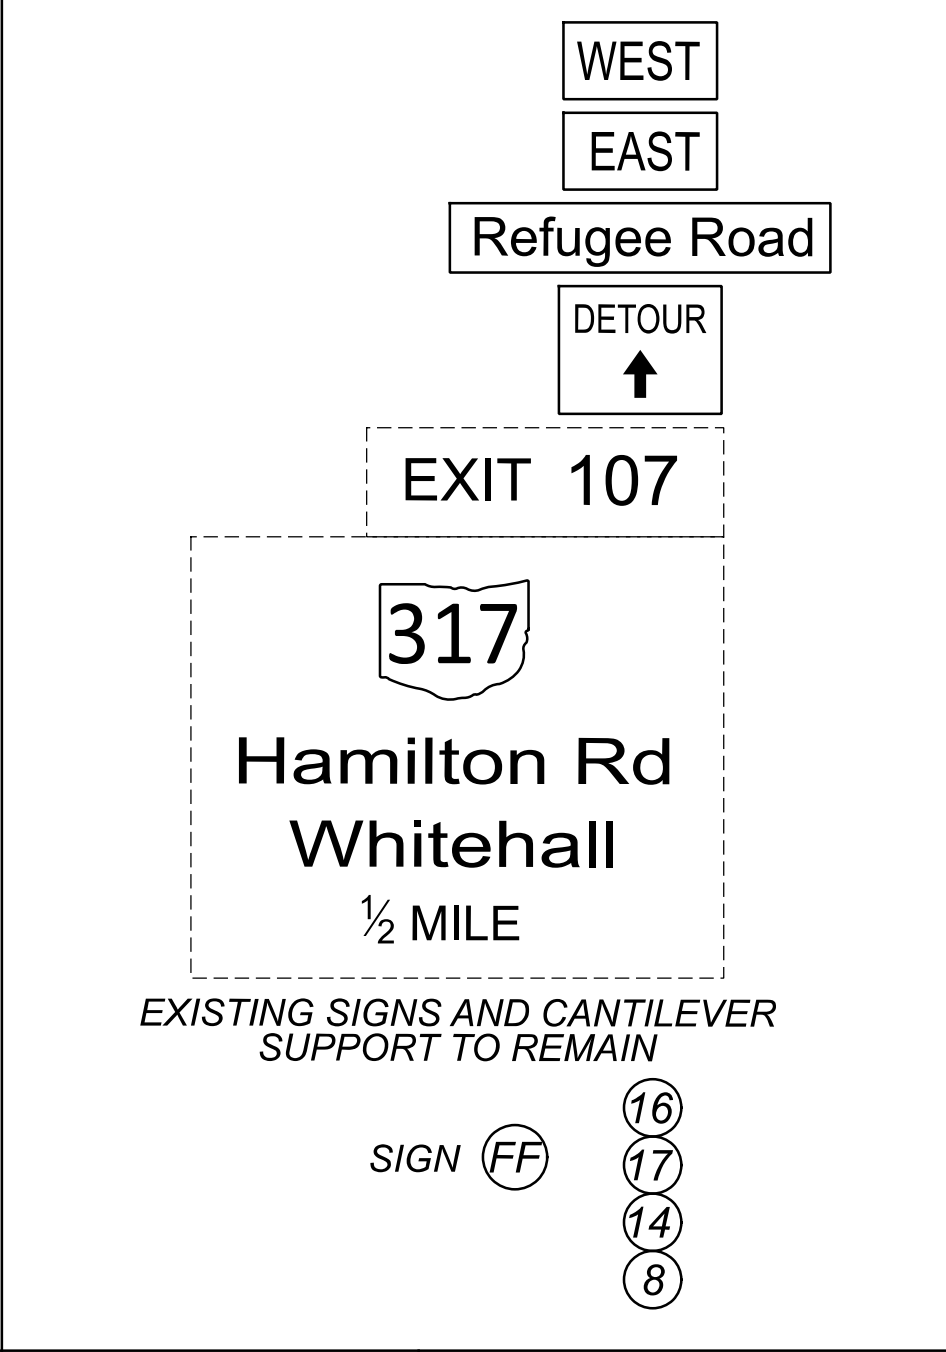 WEST
EAST
Refugee Road
DETOUR
EXIT 107
317
Hamilton Rd
Whitehall
½ MILE
EXISTING SIGNS AND CANTILEVER
SUPPORT TO REMAIN
SIGN FF
16
17
14
8